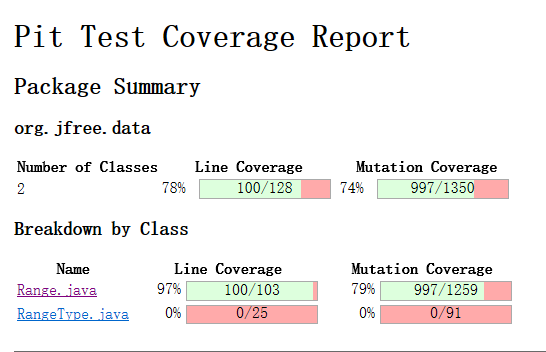 Pit Test Coverage Report
Package Summary
org.jfree.data
Number of Classes Line Coverage Mutation Coverage
2 78% 100/128 74% 997/1350
Breakdown by Class
Name Line Coverage Mutation Coverage
Range.java 97% 100/103 79% 997/1259
RangeType.java 0% 0/25 0% 0/91